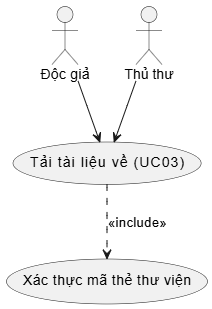 Độc giả
Thủ thư
Tải tài liệu về (UC03)
«include»
Xác thực mã thẻ thư viện